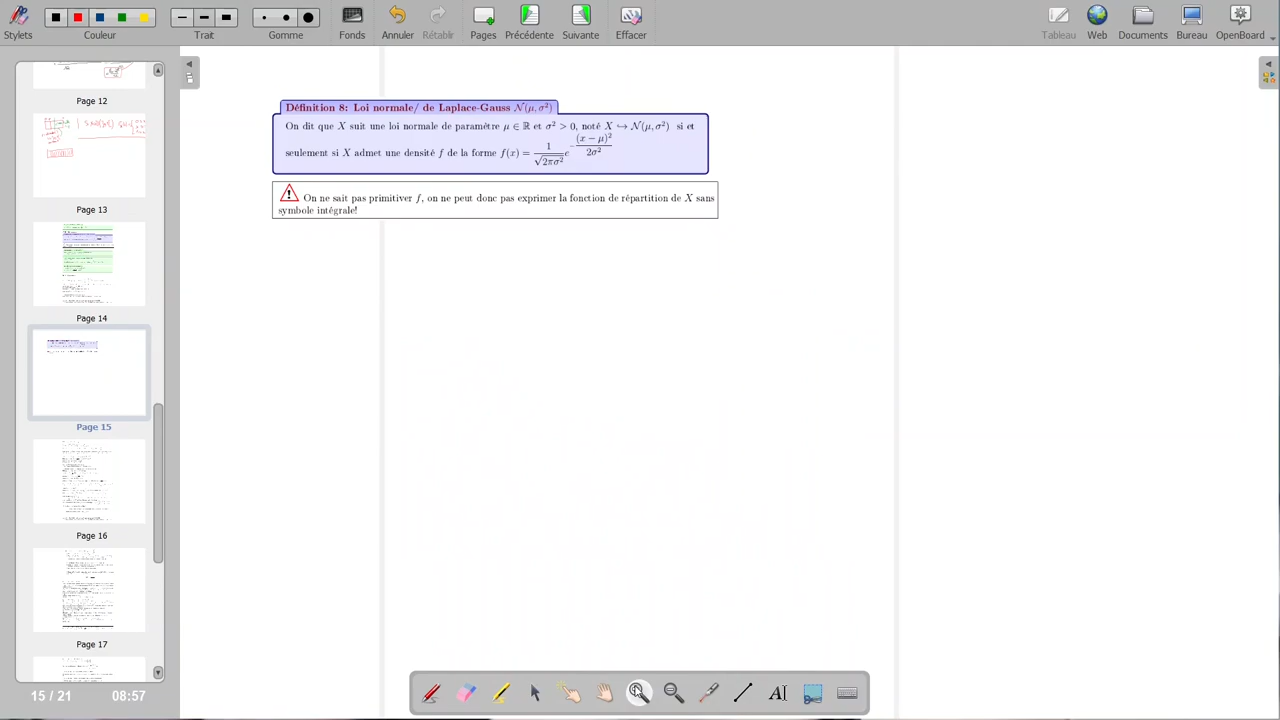 Stylets
Couleur
Trait
Gomme
Fonds
Annuler
Rétablir
Pages
Précédente
Suivante
Effacer
Tableau
Web
Documents
Bureau
OpenBoard
Page 12
Page 13
Page 14
Page 15
Page 16
Page 17
15 / 21
08:57
Définition 8: Loi normale/ de Laplace-Gauss 𝒩(μ, σ²)
On dit que X suit une loi normale de paramètre μ ∈ ℝ et σ² > 0, noté X ↪ 𝒩(μ, σ²) si et
seulement si X admet une densité f de la forme f(x) = 1/√(2πσ²) e^(−(x − μ)²/(2σ²))
On ne sait pas primitiver f, on ne peut donc pas exprimer la fonction de répartition de X sans
symbole intégrale!